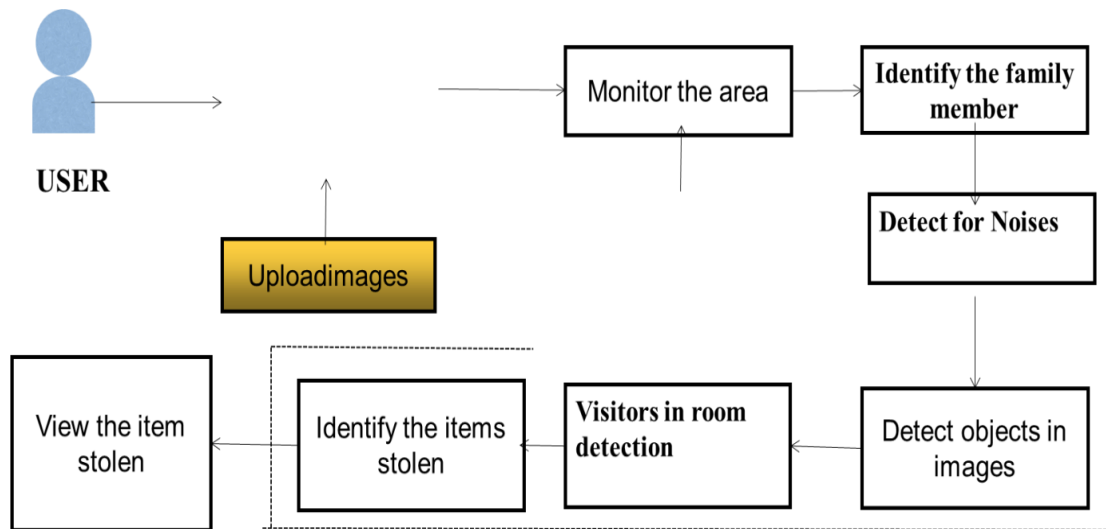 Monitor the area
Identify the family
member
USER
Detect for Noises
Uploadimages
View the item
stolen
Identify the items
stolen
Visitors in room
detection
Detect objects in
images